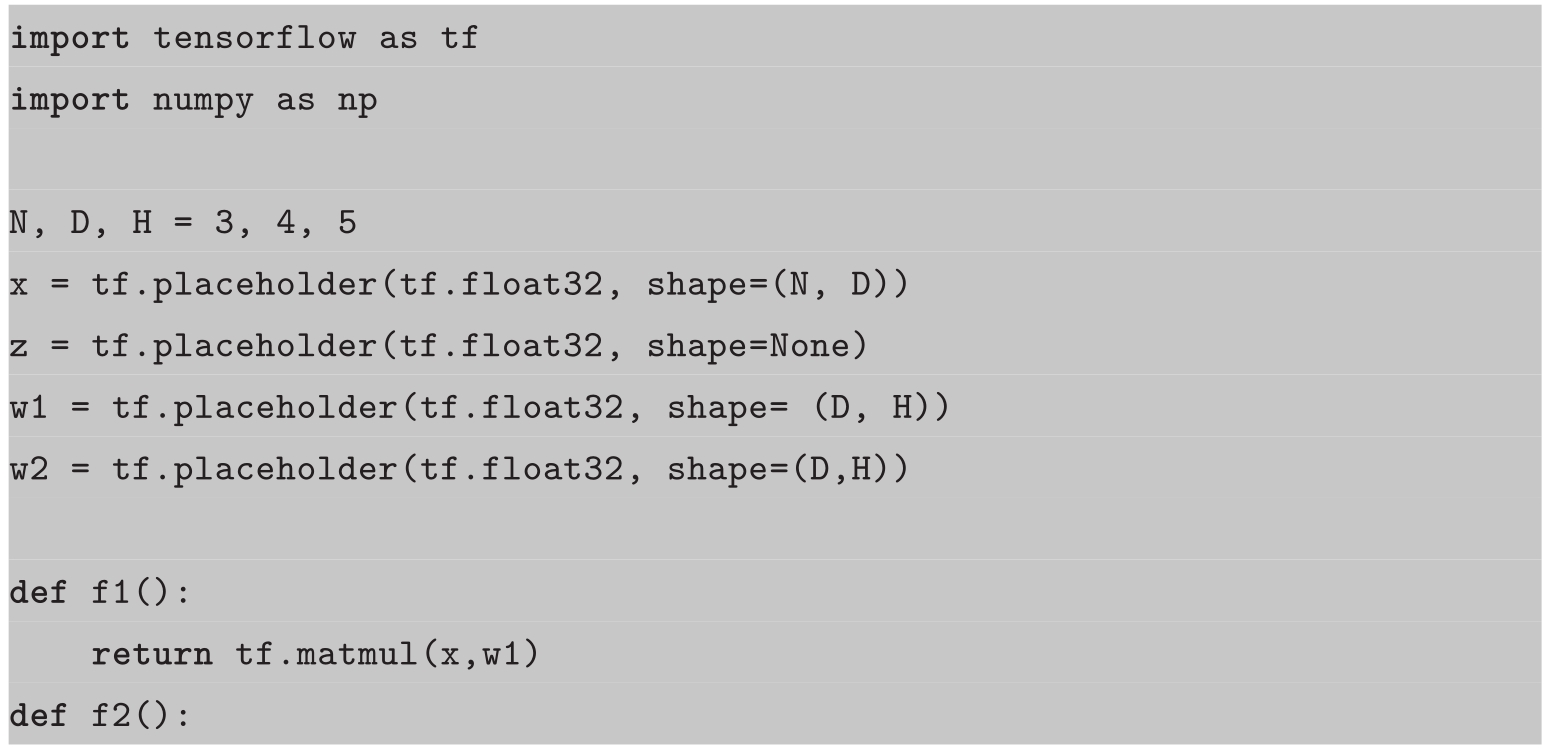 import tensorflow as tf
import numpy as np
N, D, H = 3, 4, 5
x = tf.placeholder(tf.float32, shape=(N, D))
z = tf.placeholder(tf.float32, shape=None)
w1 = tf.placeholder(tf.float32, shape= (D, H))
w2 = tf.placeholder(tf.float32, shape=(D,H))
def f1():
    return tf.matmul(x,w1)
def f2():